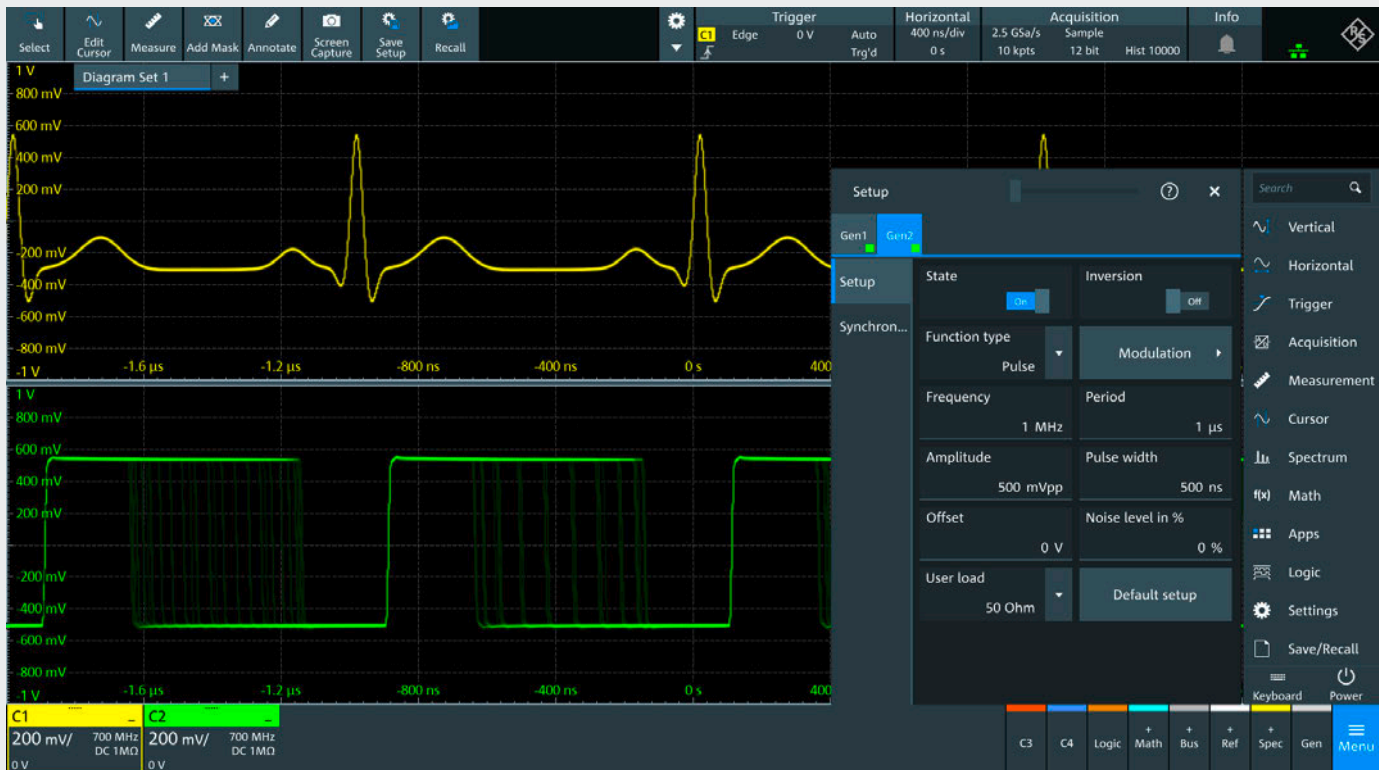 Select
Edit Cursor
Measure
Add Mask
Annotate
Screen Capture
Save Setup
Recall
Trigger
C1 Edge 0 V Auto
Trg'd
Horizontal
400 ns/div
0 s
Acquisition
2.5 GSa/s Sample
10 kpts 12 bit Hist 10000
Info
R&S
Diagram Set 1 +
1 V
800 mV
600 mV
400 mV
200 mV
-200 mV
-400 mV
-600 mV
-800 mV
-1 V
-1.6 µs -1.2 µs -800 ns -400 ns 0 s 400
1 V
800 mV
600 mV
400 mV
200 mV
-200 mV
-400 mV
-600 mV
-800 mV
-1 V
-1.6 µs -1.2 µs -800 ns -400 ns 0 s 400
Setup ?
Gen1 Gen2
Setup
Synchron...
State
On
Inversion
Off
Function type
Pulse
Modulation
Frequency
1 MHz
Period
1 µs
Amplitude
500 mVpp
Pulse width
500 ns
Offset
0 V
Noise level in %
0 %
User load
50 Ohm
Default setup
Search
Vertical
Horizontal
Trigger
Acquisition
Measurement
Cursor
Spectrum
f(x) Math
Apps
Logic
Settings
Save/Recall
Keyboard
Power
C1
200 mV/ 700 MHz
DC 1MΩ
0 V
C2
200 mV/ 700 MHz
DC 1MΩ
0 V
C3
C4
Logic
+ Math
+ Bus
+ Ref
+ Spec
Gen
Menu